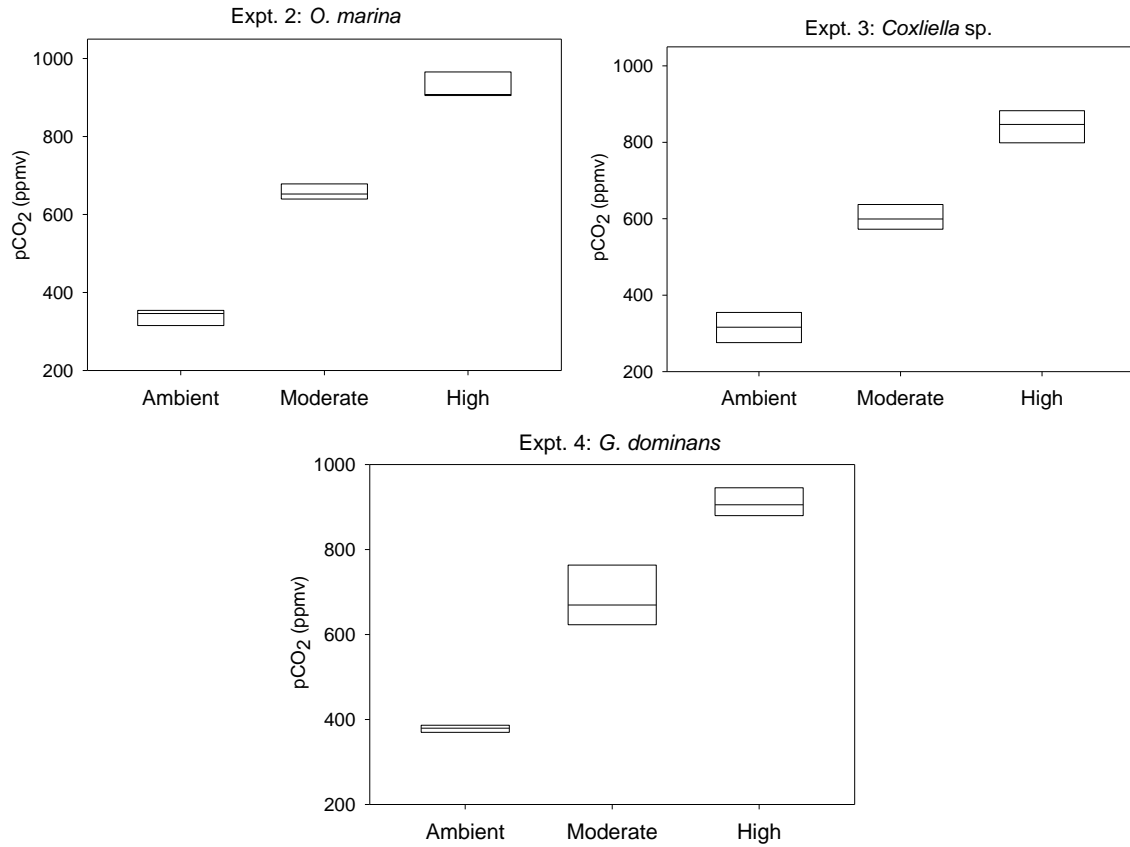 Expt. 2: O. marina
pCO2 (ppmv)
1000
800
600
400
200
Ambient Moderate High
Expt. 3: Coxliella sp.
pCO2 (ppmv)
1000
800
600
400
200
Ambient Moderate High
Expt. 4: G. dominans
pCO2 (ppmv)
1000
800
600
400
200
Ambient Moderate High